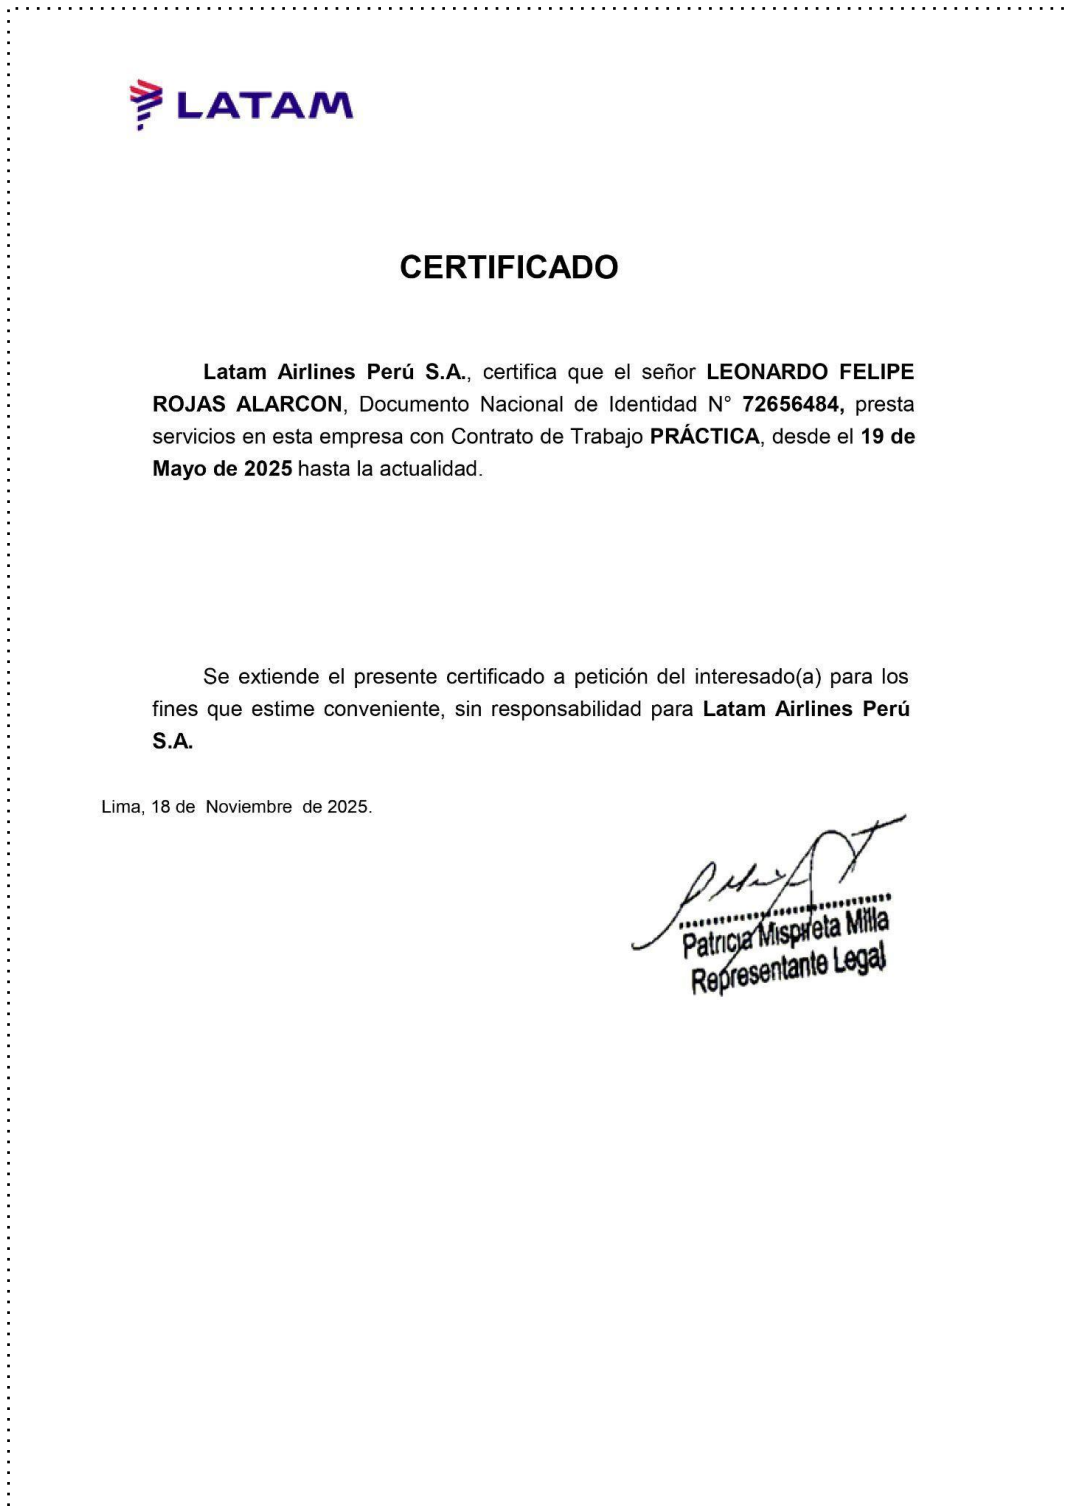 LATAM
CERTIFICADO
Latam Airlines Perú S.A., certifica que el señor LEONARDO FELIPE
ROJAS ALARCON, Documento Nacional de Identidad N° 72656484, presta
servicios en esta empresa con Contrato de Trabajo PRÁCTICA, desde el 19 de
Mayo de 2025 hasta la actualidad.
Se extiende el presente certificado a petición del interesado(a) para los
fines que estime conveniente, sin responsabilidad para Latam Airlines Perú
S.A.
Lima, 18 de  Noviembre  de 2025.
Patricia Mispireta Milla
Representante Legal